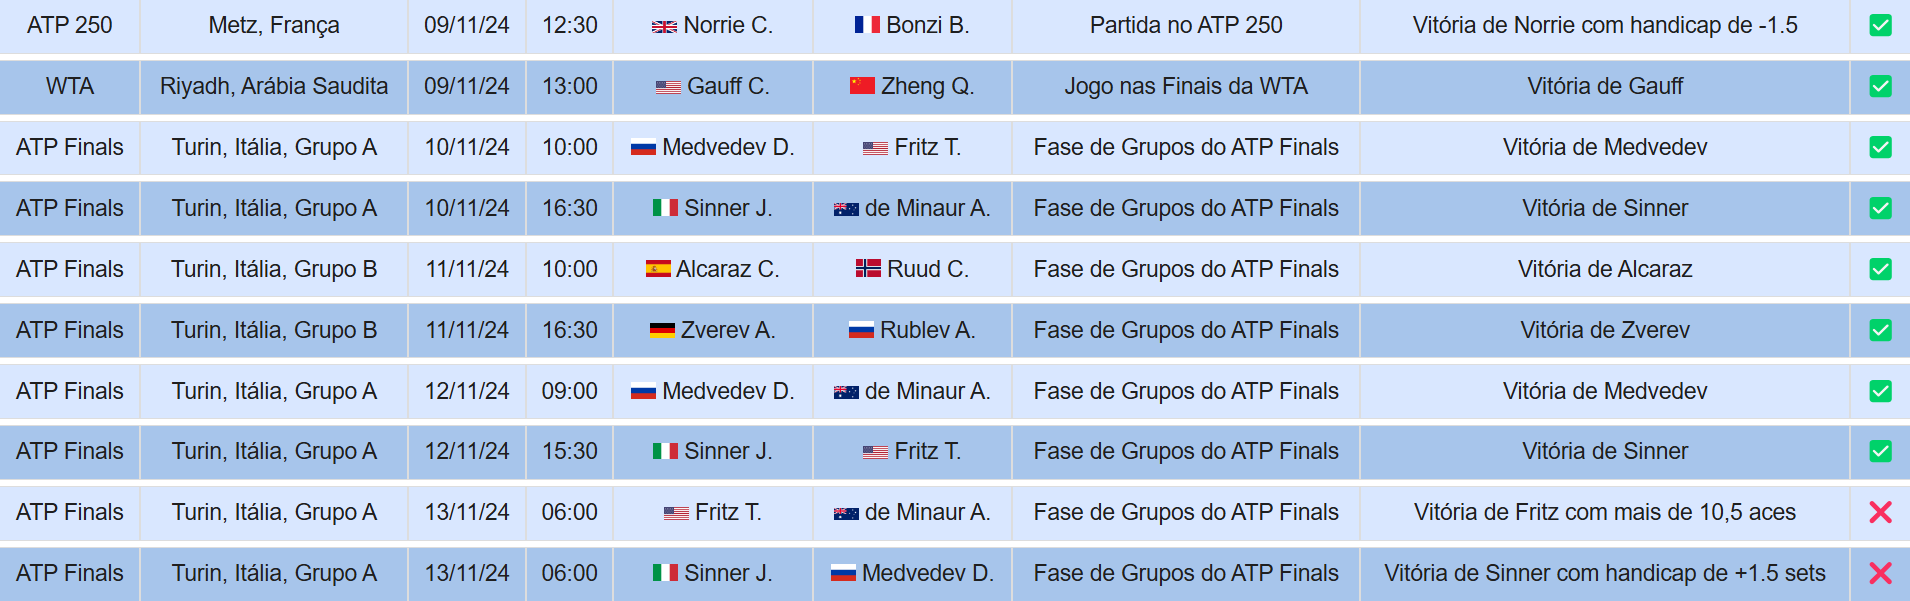 ATP 250 Metz, França 09/11/24 12:30 Norrie C. Bonzi B. Partida no ATP 250 Vitória de Norrie com handicap de -1.5
WTA Riyadh, Arábia Saudita 09/11/24 13:00 Gauff C. Zheng Q. Jogo nas Finais da WTA Vitória de Gauff
ATP Finals Turin, Itália, Grupo A 10/11/24 10:00 Medvedev D. Fritz T. Fase de Grupos do ATP Finals Vitória de Medvedev
ATP Finals Turin, Itália, Grupo A 10/11/24 16:30 Sinner J. de Minaur A. Fase de Grupos do ATP Finals Vitória de Sinner
ATP Finals Turin, Itália, Grupo B 11/11/24 10:00 Alcaraz C. Ruud C. Fase de Grupos do ATP Finals Vitória de Alcaraz
ATP Finals Turin, Itália, Grupo B 11/11/24 16:30 Zverev A. Rublev A. Fase de Grupos do ATP Finals Vitória de Zverev
ATP Finals Turin, Itália, Grupo A 12/11/24 09:00 Medvedev D. de Minaur A. Fase de Grupos do ATP Finals Vitória de Medvedev
ATP Finals Turin, Itália, Grupo A 12/11/24 15:30 Sinner J. Fritz T. Fase de Grupos do ATP Finals Vitória de Sinner
ATP Finals Turin, Itália, Grupo A 13/11/24 06:00 Fritz T. de Minaur A. Fase de Grupos do ATP Finals Vitória de Fritz com mais de 10,5 aces
ATP Finals Turin, Itália, Grupo A 13/11/24 06:00 Sinner J. Medvedev D. Fase de Grupos do ATP Finals Vitória de Sinner com handicap de +1.5 sets